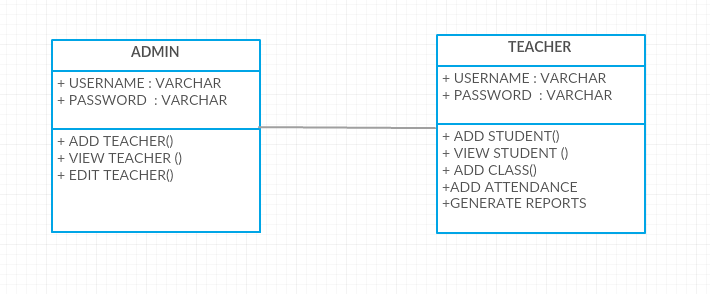 ADMIN
+ USERNAME : VARCHAR
+ PASSWORD  : VARCHAR
+ ADD TEACHER()
+ VIEW TEACHER ()
+ EDIT TEACHER()
TEACHER
+ USERNAME : VARCHAR
+ PASSWORD  : VARCHAR
+ ADD STUDENT()
+ VIEW STUDENT ()
+ ADD CLASS()
+ADD ATTENDANCE
+GENERATE REPORTS